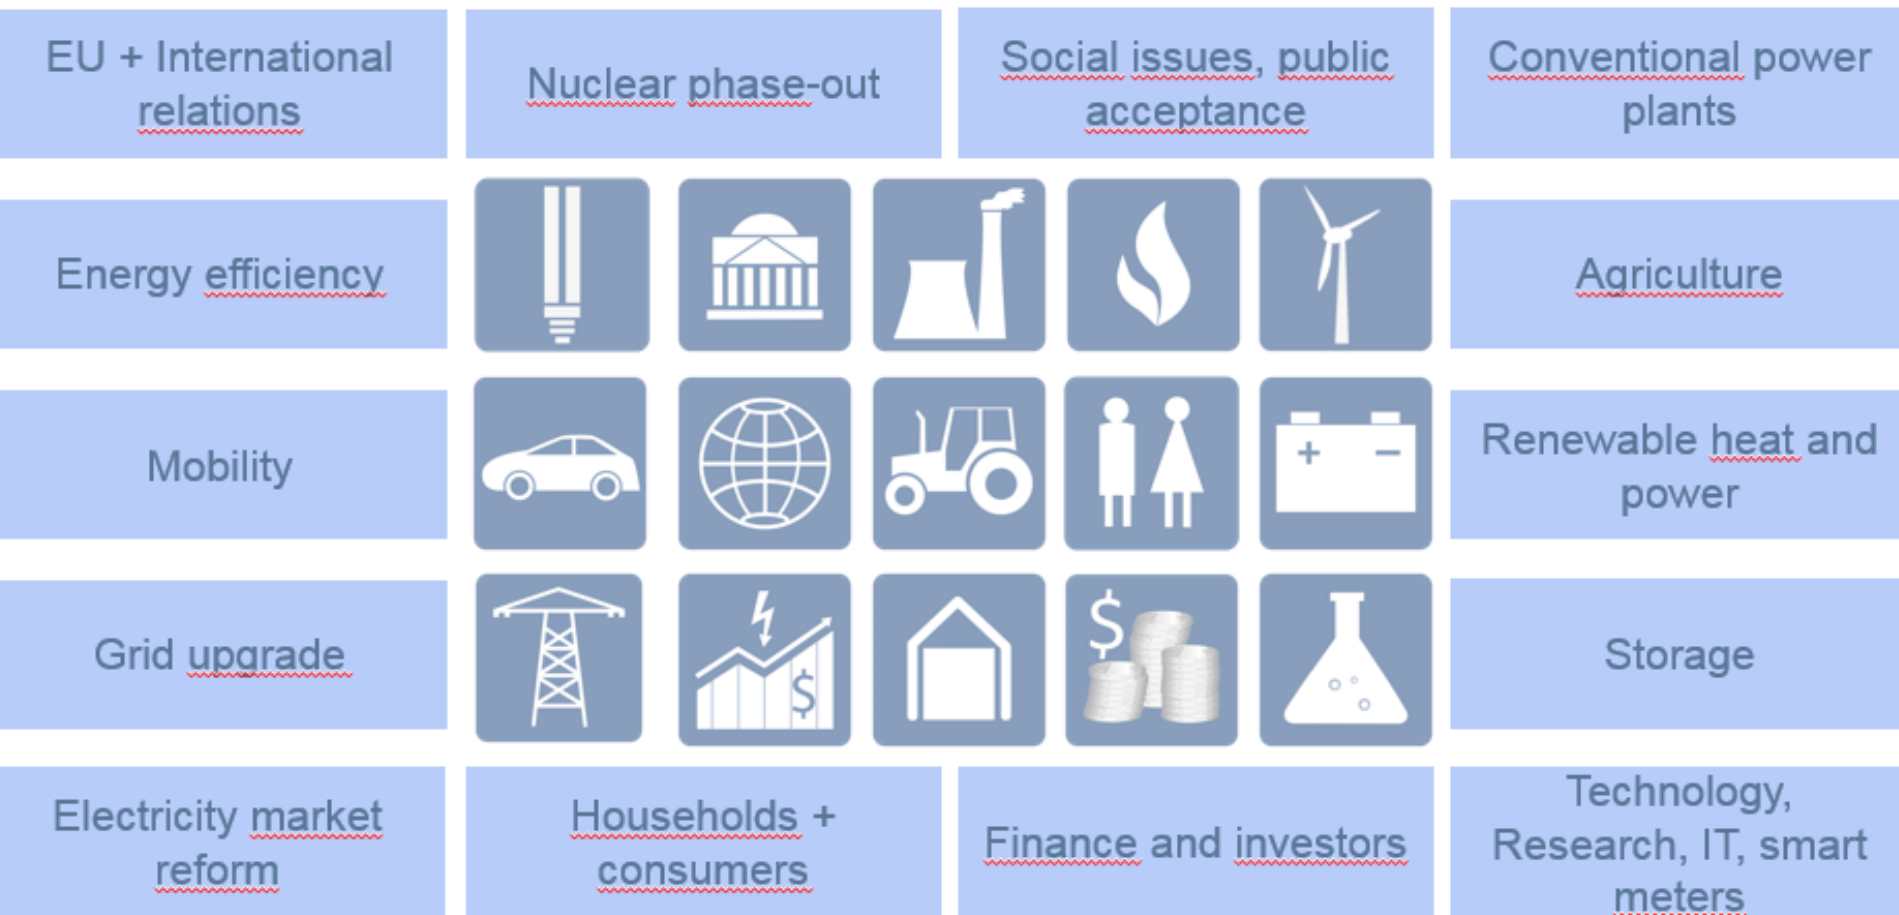 EU + International
relations
Nuclear phase-out
Social issues, public
acceptance
Conventional power
plants
Energy efficiency
Agriculture
Mobility
+ −
Renewable heat and
power
Grid upgrade
$
$
Storage
Electricity market
reform
Households +
consumers
Finance and investors
Technology,
Research, IT, smart
meters